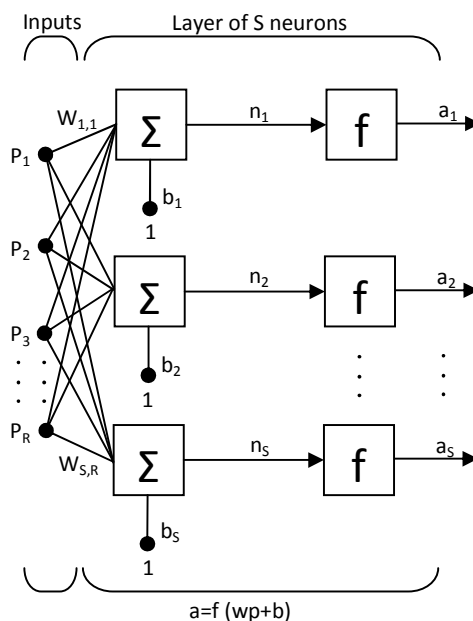 Inputs
Layer of S neurons
W1,1
Σ
n1
f
a1
P1
b1
1
P2
Σ
n2
f
a2
P3
b2
1
PR
WS,R
Σ
nS
f
aS
bS
1
a=f (wp+b)